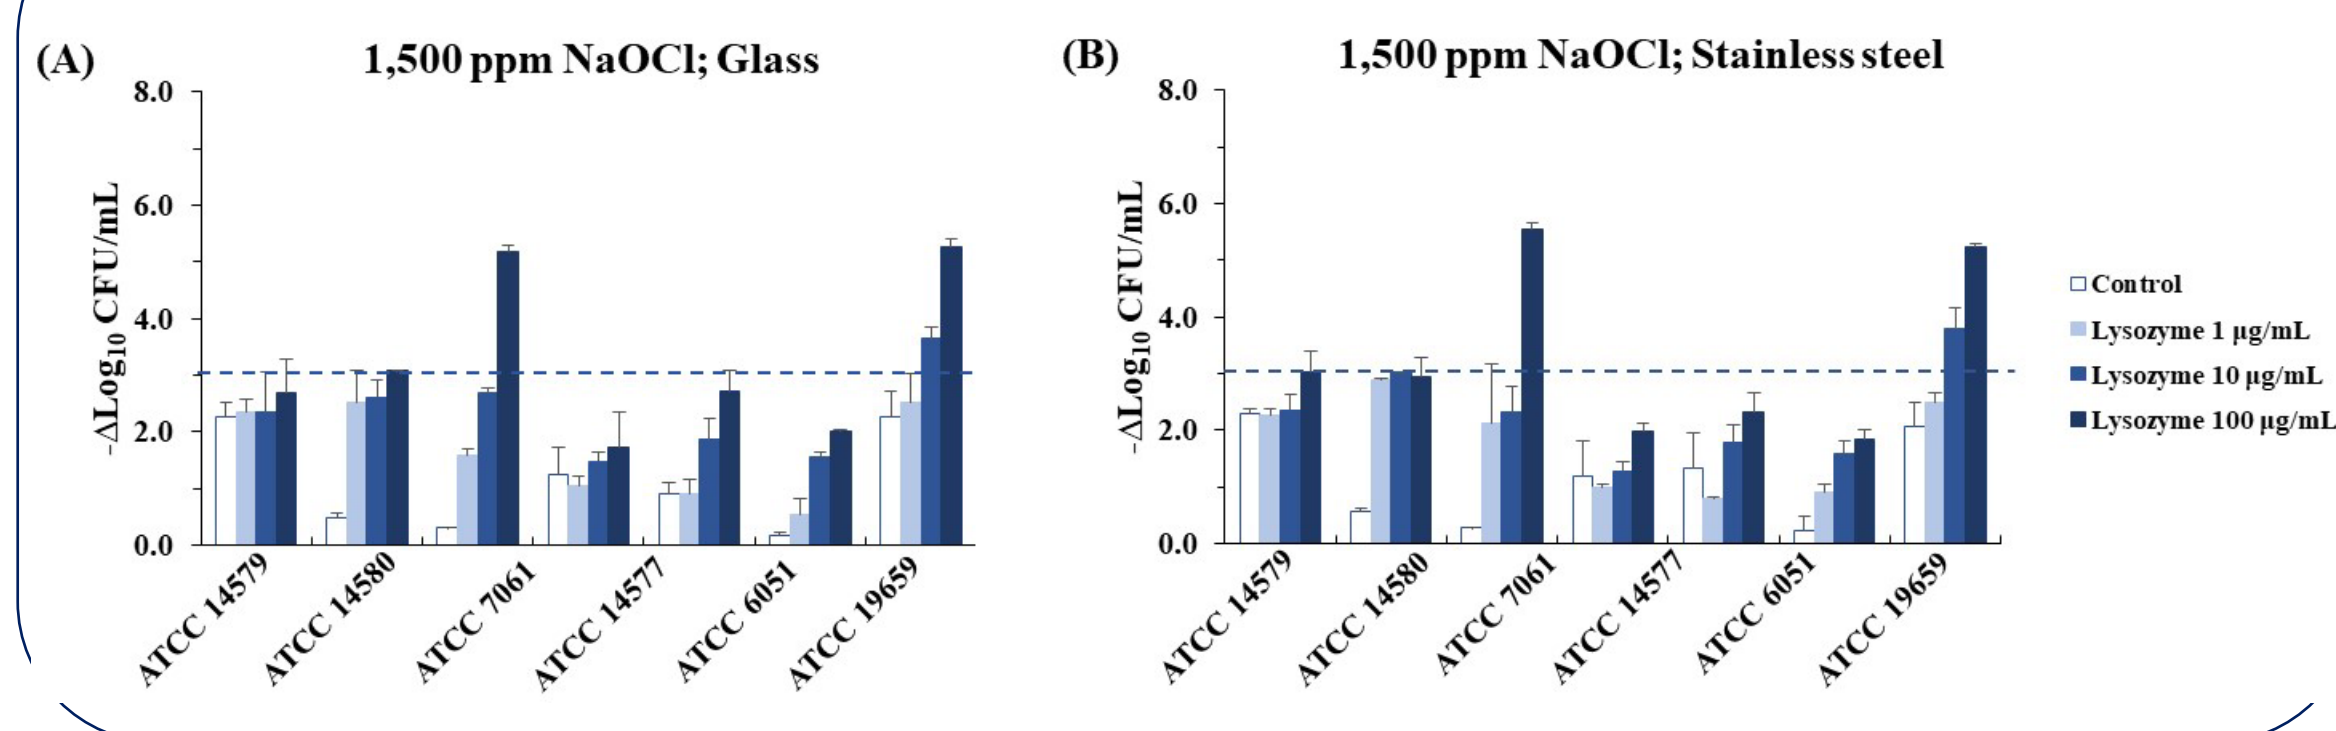 (A)
1,500 ppm NaOCl; Glass
-ΔLog10 CFU/mL
8.0
6.0
4.0
2.0
0.0
ATCC 14579
ATCC 14580
ATCC 7061
ATCC 14577
ATCC 6051
ATCC 19659
(B)
1,500 ppm NaOCl; Stainless steel
-ΔLog10 CFU/mL
8.0
6.0
4.0
2.0
0.0
ATCC 14579
ATCC 14580
ATCC 7061
ATCC 14577
ATCC 6051
ATCC 19659
Control
Lysozyme 1 μg/mL
Lysozyme 10 μg/mL
Lysozyme 100 μg/mL